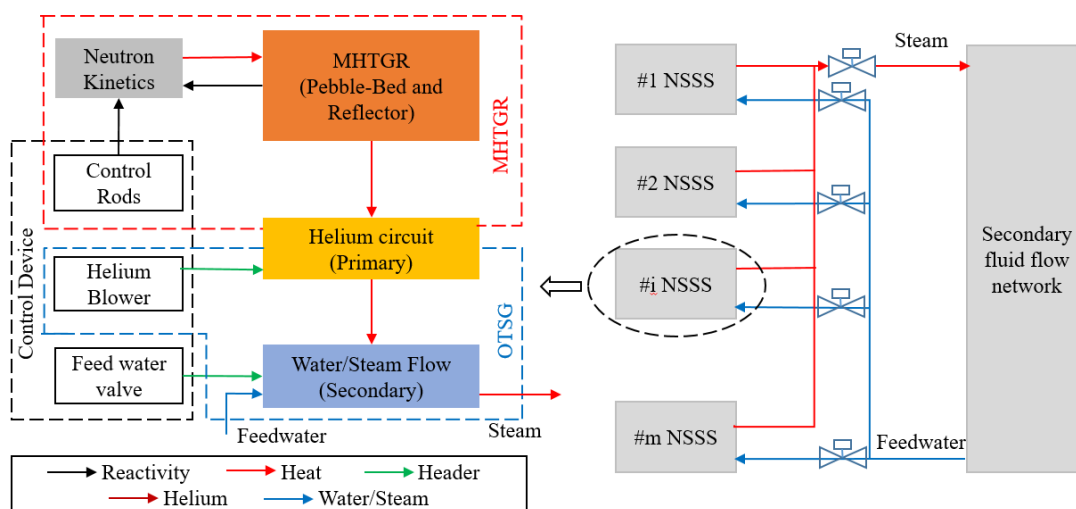 Neutron
Kinetics
MHTGR
(Pebble-Bed and
Reflector)
MHTGR
Control
Rods
Helium circuit
(Primary)
Control Device
Helium
Blower
OTSG
Feed water
valve
Water/Steam Flow
(Secondary)
Feedwater
Steam
Reactivity
Heat
Header
Helium
Water/Steam
#1 NSSS
#2 NSSS
#i NSSS
#m NSSS
Steam
Secondary
fluid flow
network
Feedwater